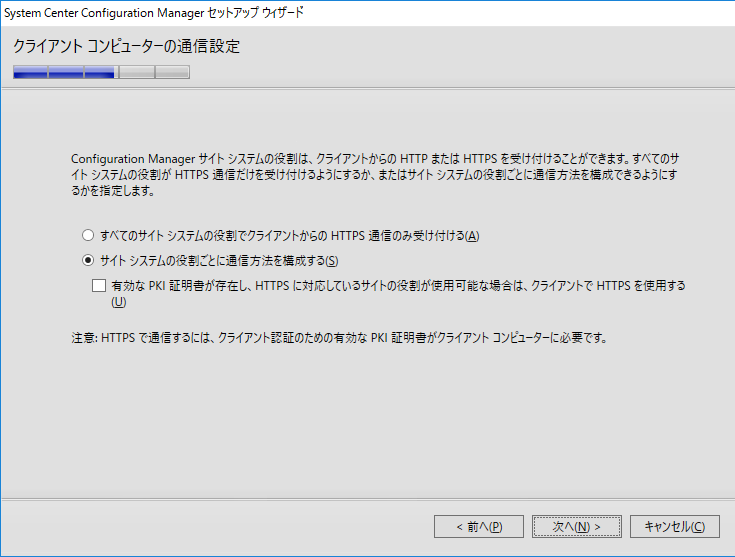 System Center Configuration Manager セットアップ ウィザード
クライアント コンピューターの通信設定
Configuration Manager サイト システムの役割は、クライアントからの HTTP または HTTPS を受け付けることができます。すべてのサ
イト システムの役割が HTTPS 通信だけを受け付けるようにするか、またはサイト システムの役割ごとに通信方法を構成できるようにす
るかを指定します。
すべてのサイト システムの役割でクライアントからの HTTPS 通信のみ受け付ける(A)
サイト システムの役割ごとに通信方法を構成する(S)
有効な PKI 証明書が存在し、HTTPS に対応しているサイトの役割が使用可能な場合は、クライアントで HTTPS を使用する
(U)
注意: HTTPS で通信するには、クライアント認証のための有効な PKI 証明書がクライアント コンピューターに必要です。
< 前へ(P)
次へ(N) >
キャンセル(C)